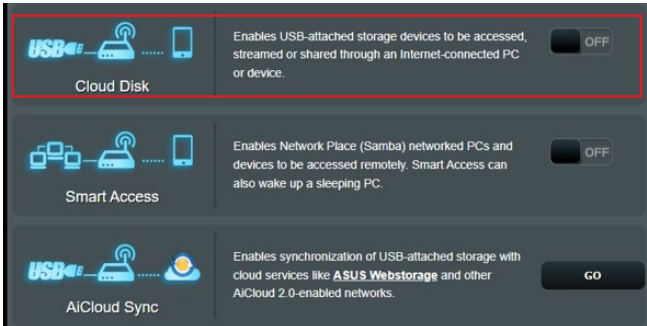 USB
Cloud Disk
Enables USB-attached storage devices to be accessed,
streamed or shared through an Internet-connected PC
or device.
OFF
Smart Access
Enables Network Place (Samba) networked PCs and
devices to be accessed remotely. Smart Access can
also wake up a sleeping PC.
OFF
USB
AiCloud Sync
Enables synchronization of USB-attached storage with
cloud services like ASUS Webstorage and other
AiCloud 2.0-enabled networks.
GO